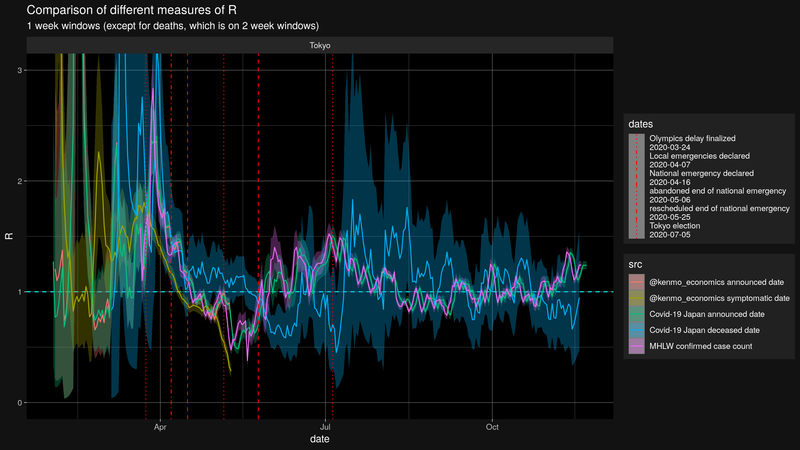 Comparison of different measures of R
1 week windows (except for deaths, which is on 2 week windows)
Tokyo
3
2
1
0
R
Apr
Jul
Oct
date
dates
Olympics delay finalized
2020-03-24
Local emergencies declared
2020-04-07
National emergency declared
2020-04-16
abandoned end of national emergency
2020-05-06
rescheduled end of national emergency
2020-05-25
Tokyo election
2020-07-05
src
@kenmo_economics announced date
@kenmo_economics symptomatic date
Covid-19 Japan announced date
Covid-19 Japan deceased date
MHLW confirmed case count